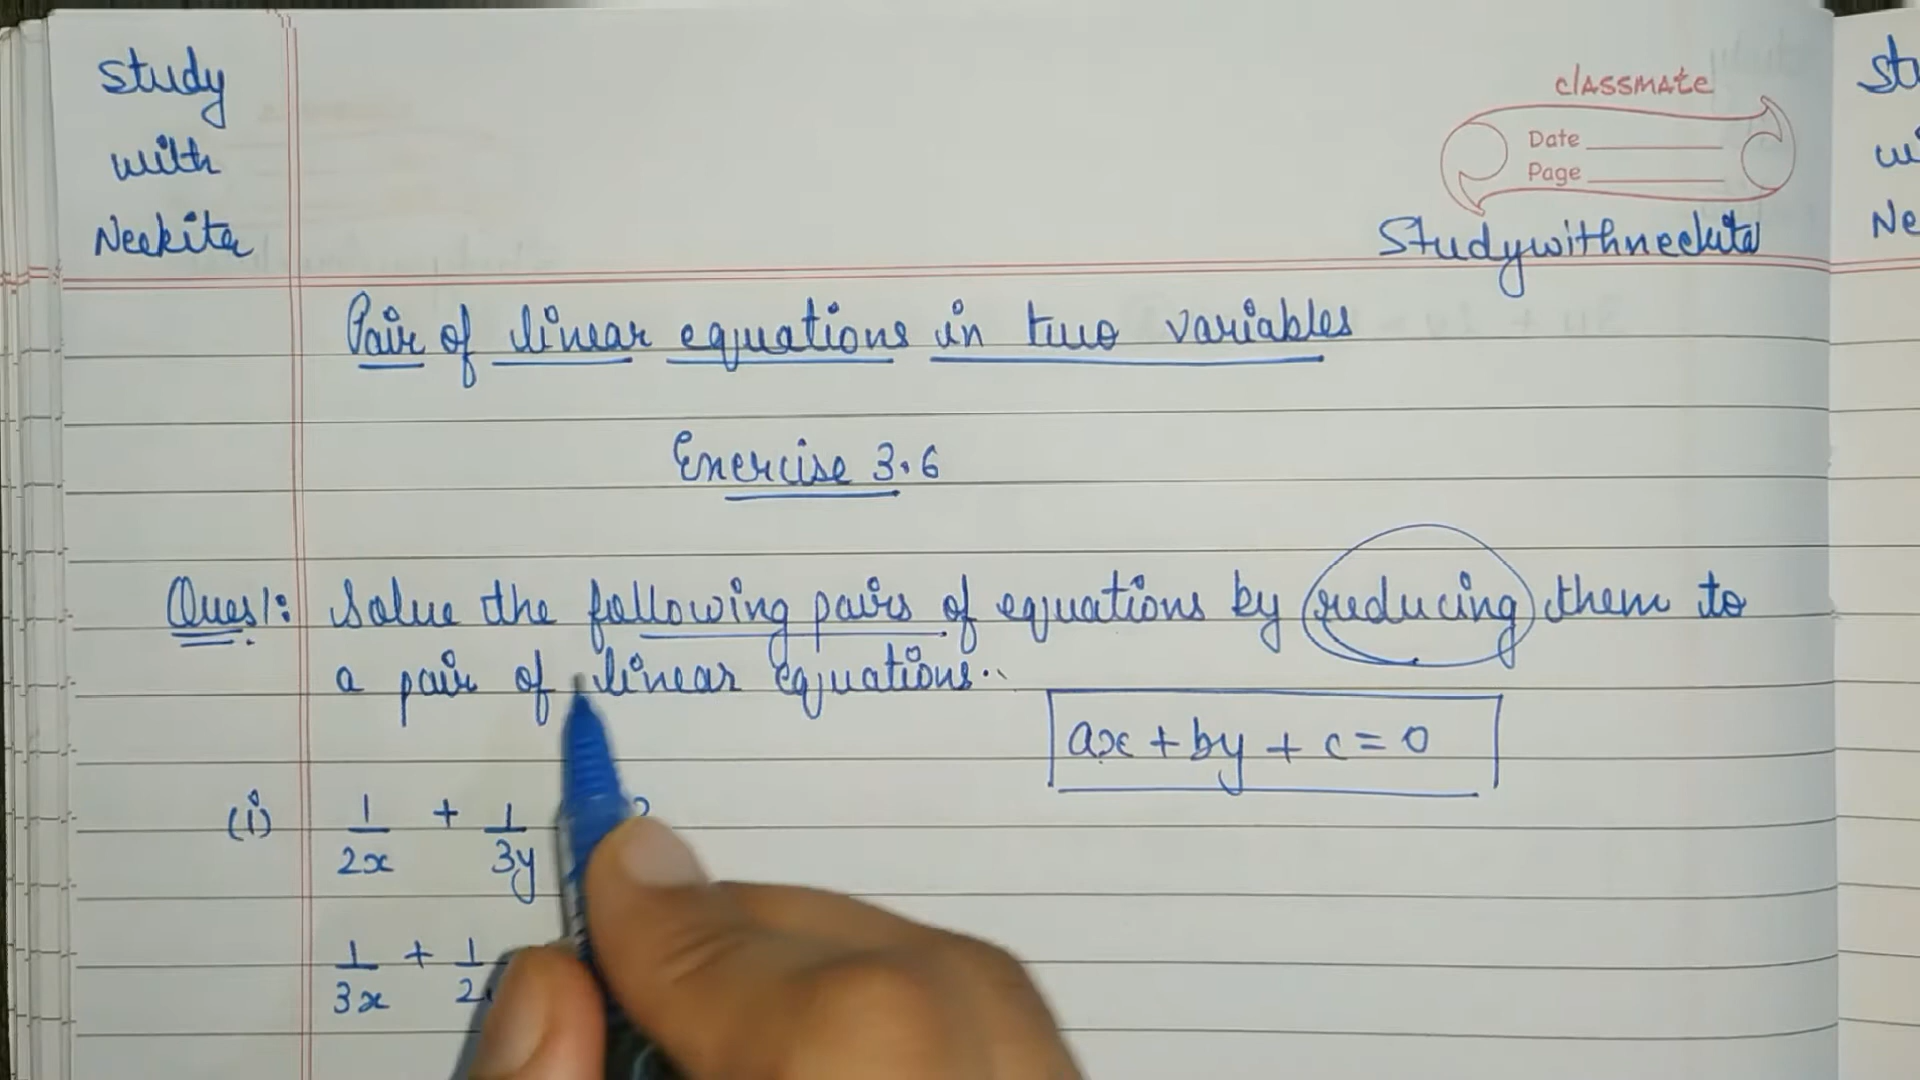 study
with
Neekita
classmate
Date
Page
Studywithneekita
Pair of linear equations in two variables
Exercise 3.6
Ques1: Solve the following pairs of equations by reducing them to
a pair of linear equations..
ax + by + c = 0
(i) 1/2x + 1/3y
1/3x + 1/2